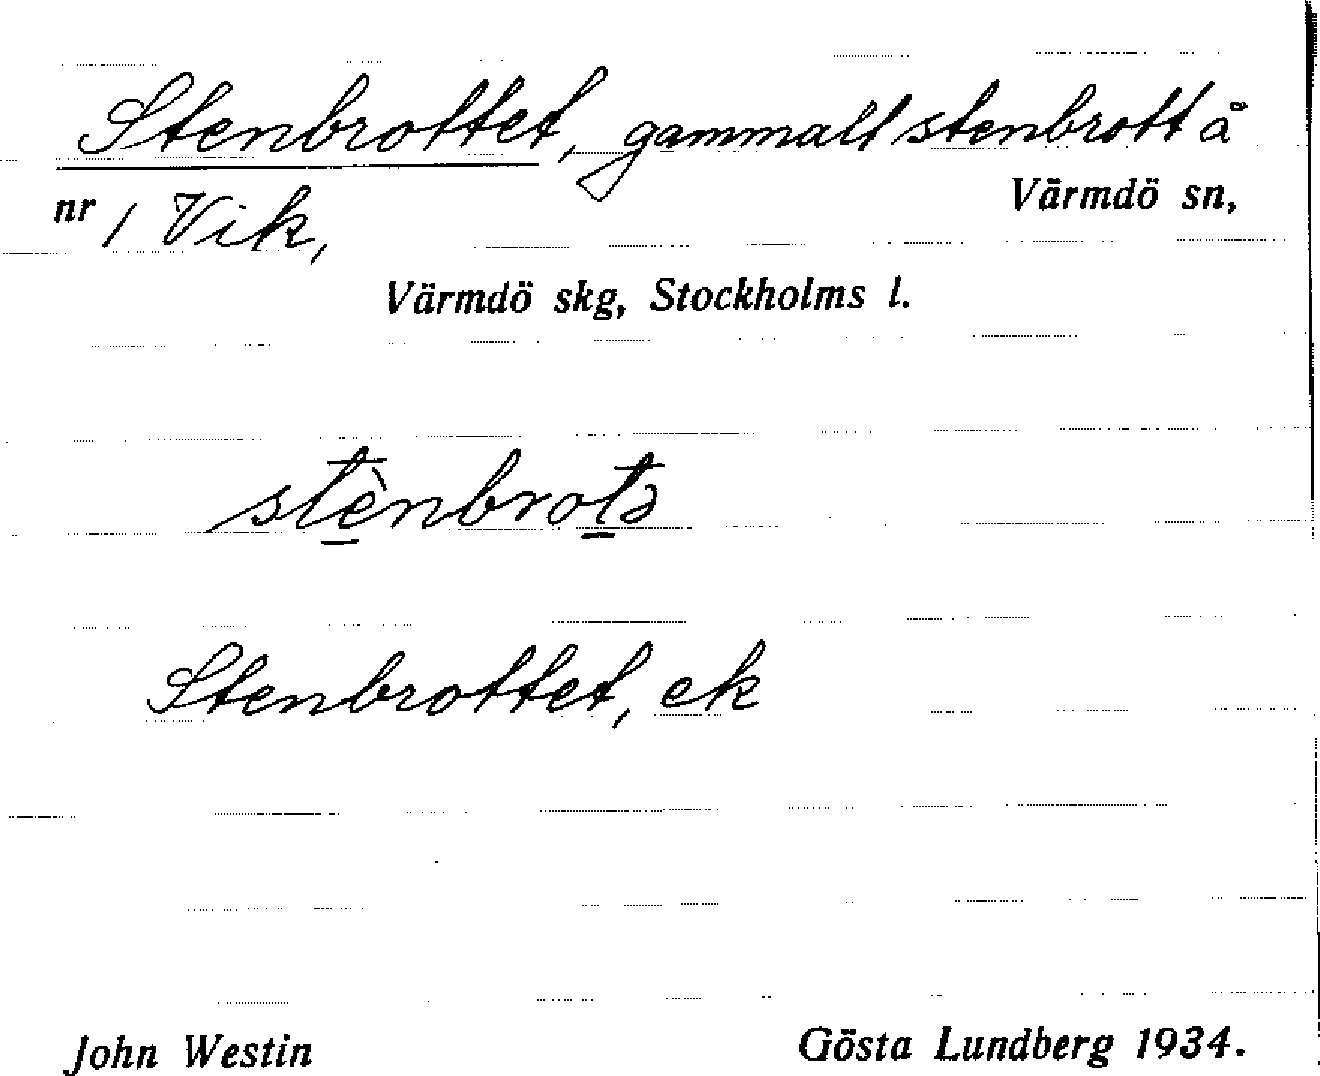 Stenbrottet, gammalt stenbrott å
nr 1 Vik, Värmdö sn,
Värmdö skg, Stockholms l.
stènbrotə
Stenbrottet, ek
John Westin Gösta Lundberg 1934.